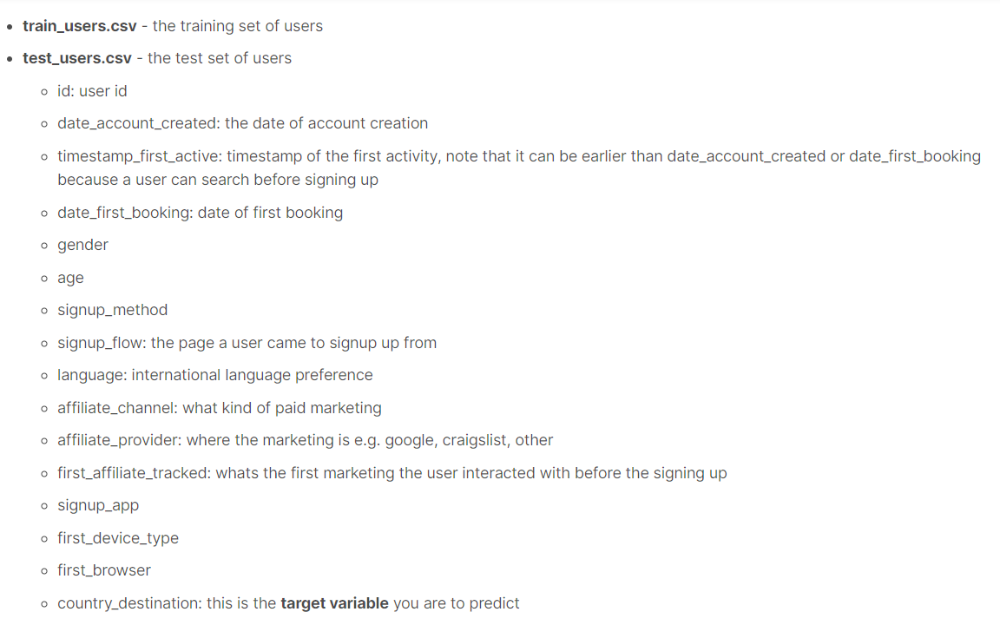 train_users.csv - the training set of users
test_users.csv - the test set of users
id: user id
date_account_created: the date of account creation
timestamp_first_active: timestamp of the first activity, note that it can be earlier than date_account_created or date_first_booking
because a user can search before signing up
date_first_booking: date of first booking
gender
age
signup_method
signup_flow: the page a user came to signup up from
language: international language preference
affiliate_channel: what kind of paid marketing
affiliate_provider: where the marketing is e.g. google, craigslist, other
first_affiliate_tracked: whats the first marketing the user interacted with before the signing up
signup_app
first_device_type
first_browser
country_destination: this is the target variable you are to predict